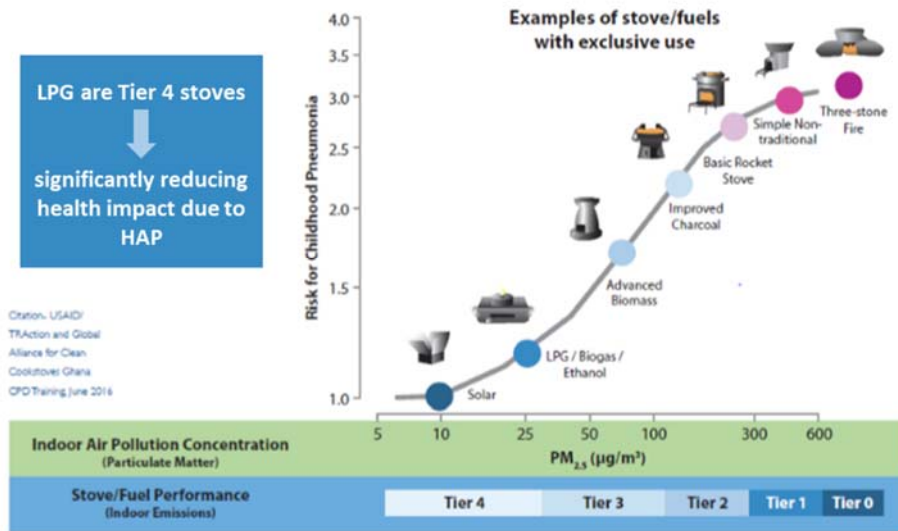 LPG are Tier 4 stoves
significantly reducing
health impact due to
HAP
Citation- USAID/
TRAction and Global
Alliance for Clean
Cookstoves Ghana
CPD Training June 2016
Examples of stove/fuels
with exclusive use
Risk for Childhood Pneumonia
4.0
3.5
3.0
2.5
2.0
1.5
1.0
Three-stone
Fire
Simple Non-
traditional
Basic Rocket
Stove
Improved
Charcoal
Advanced
Biomass
LPG / Biogas /
Ethanol
Solar
5 10 25 50 100 300 600
PM2.5 (µg/m³)
Indoor Air Pollution Concentration
(Particulate Matter)
Stove/Fuel Performance
(Indoor Emissions)
Tier 4 Tier 3 Tier 2 Tier 1 Tier 0